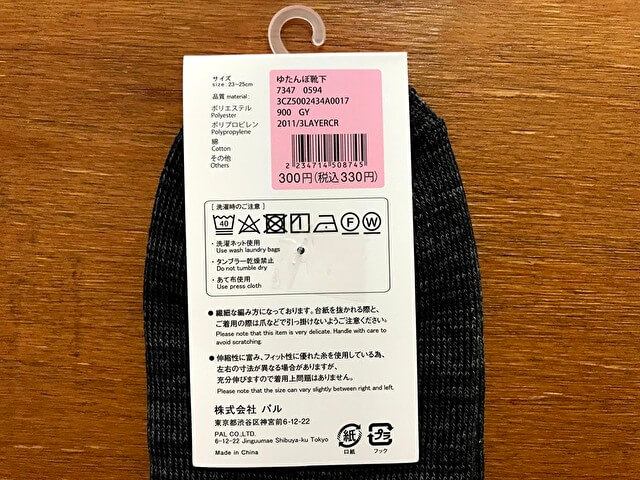 サイズ
size: 23~25cm
品質 material:
ポリエステル
Polyester
ポリプロピレン
Polypropylene
綿
Cotton
その他
Others
ゆたんぽ靴下
7347 0594
3CZ5002434A0017
900 GY
2011/3LAYERCR
2 234714 508745
300円(税込330円)
[ 洗濯時のご注意 ]
40
F
W
・洗濯ネット使用
Use wash laundry bags
・タンブラー乾燥禁止
Do not tumble dry
・あて布使用
Use press cloth
●繊細な編み方になっております。台紙を抜かれる際と、
ご着用の際は爪などで引っ掛けないようご注意ください。
Please note that this item is very delicate. Handle with care to
avoid scratching.
●伸縮性に富み、フィット性に優れた糸を使用している為、
左右の寸法が異なる場合がありますが、
充分伸びますので着用上問題はありません。
Please note that the size can vary slightly between right and left.
株式会社 パル
東京都渋谷区神宮前6-12-22
PAL CO.,LTD.
6-12-22 Jinguumae Shibuya-ku Tokyo
Made in China
紙
口紙
プラ
フック